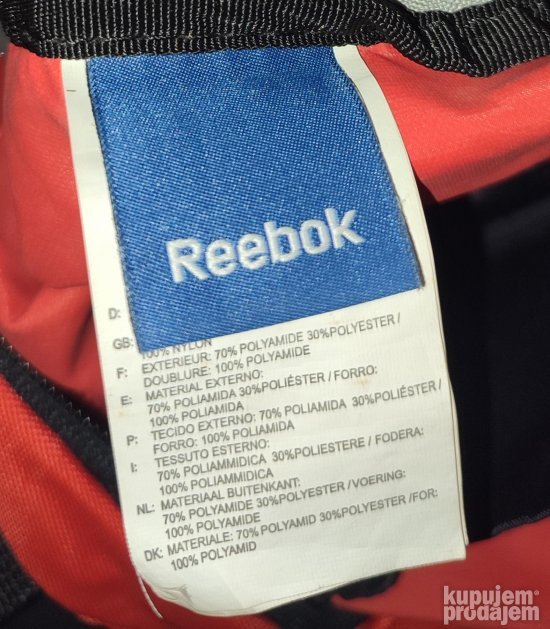 Reebok
D:
GB: 100% NYLON
F: EXTERIEUR: 70% POLYAMIDE 30%POLYESTER /
DOUBLURE: 100% POLYAMIDE
E: MATERIAL EXTERNO:
70% POLIAMIDA 30%POLIÉSTER / FORRO:
100% POLIAMIDA
P: TECIDO EXTERNO: 70% POLIAMIDA 30%POLIÉSTER /
FORRO: 100% POLIAMIDA
I: TESSUTO ESTERNO:
70% POLIAMMIDICA 30%POLIESTERE / FODERA:
100% POLIAMMIDICA
NL: MATERIAAL BUITENKANT:
70% POLYAMIDE 30%POLYESTER / VOERING:
100% POLYAMIDE
DK: MATERIALE: 70% POLYAMID 30%POLYESTER /FOR:
100% POLYAMID
kupujem
prodajem